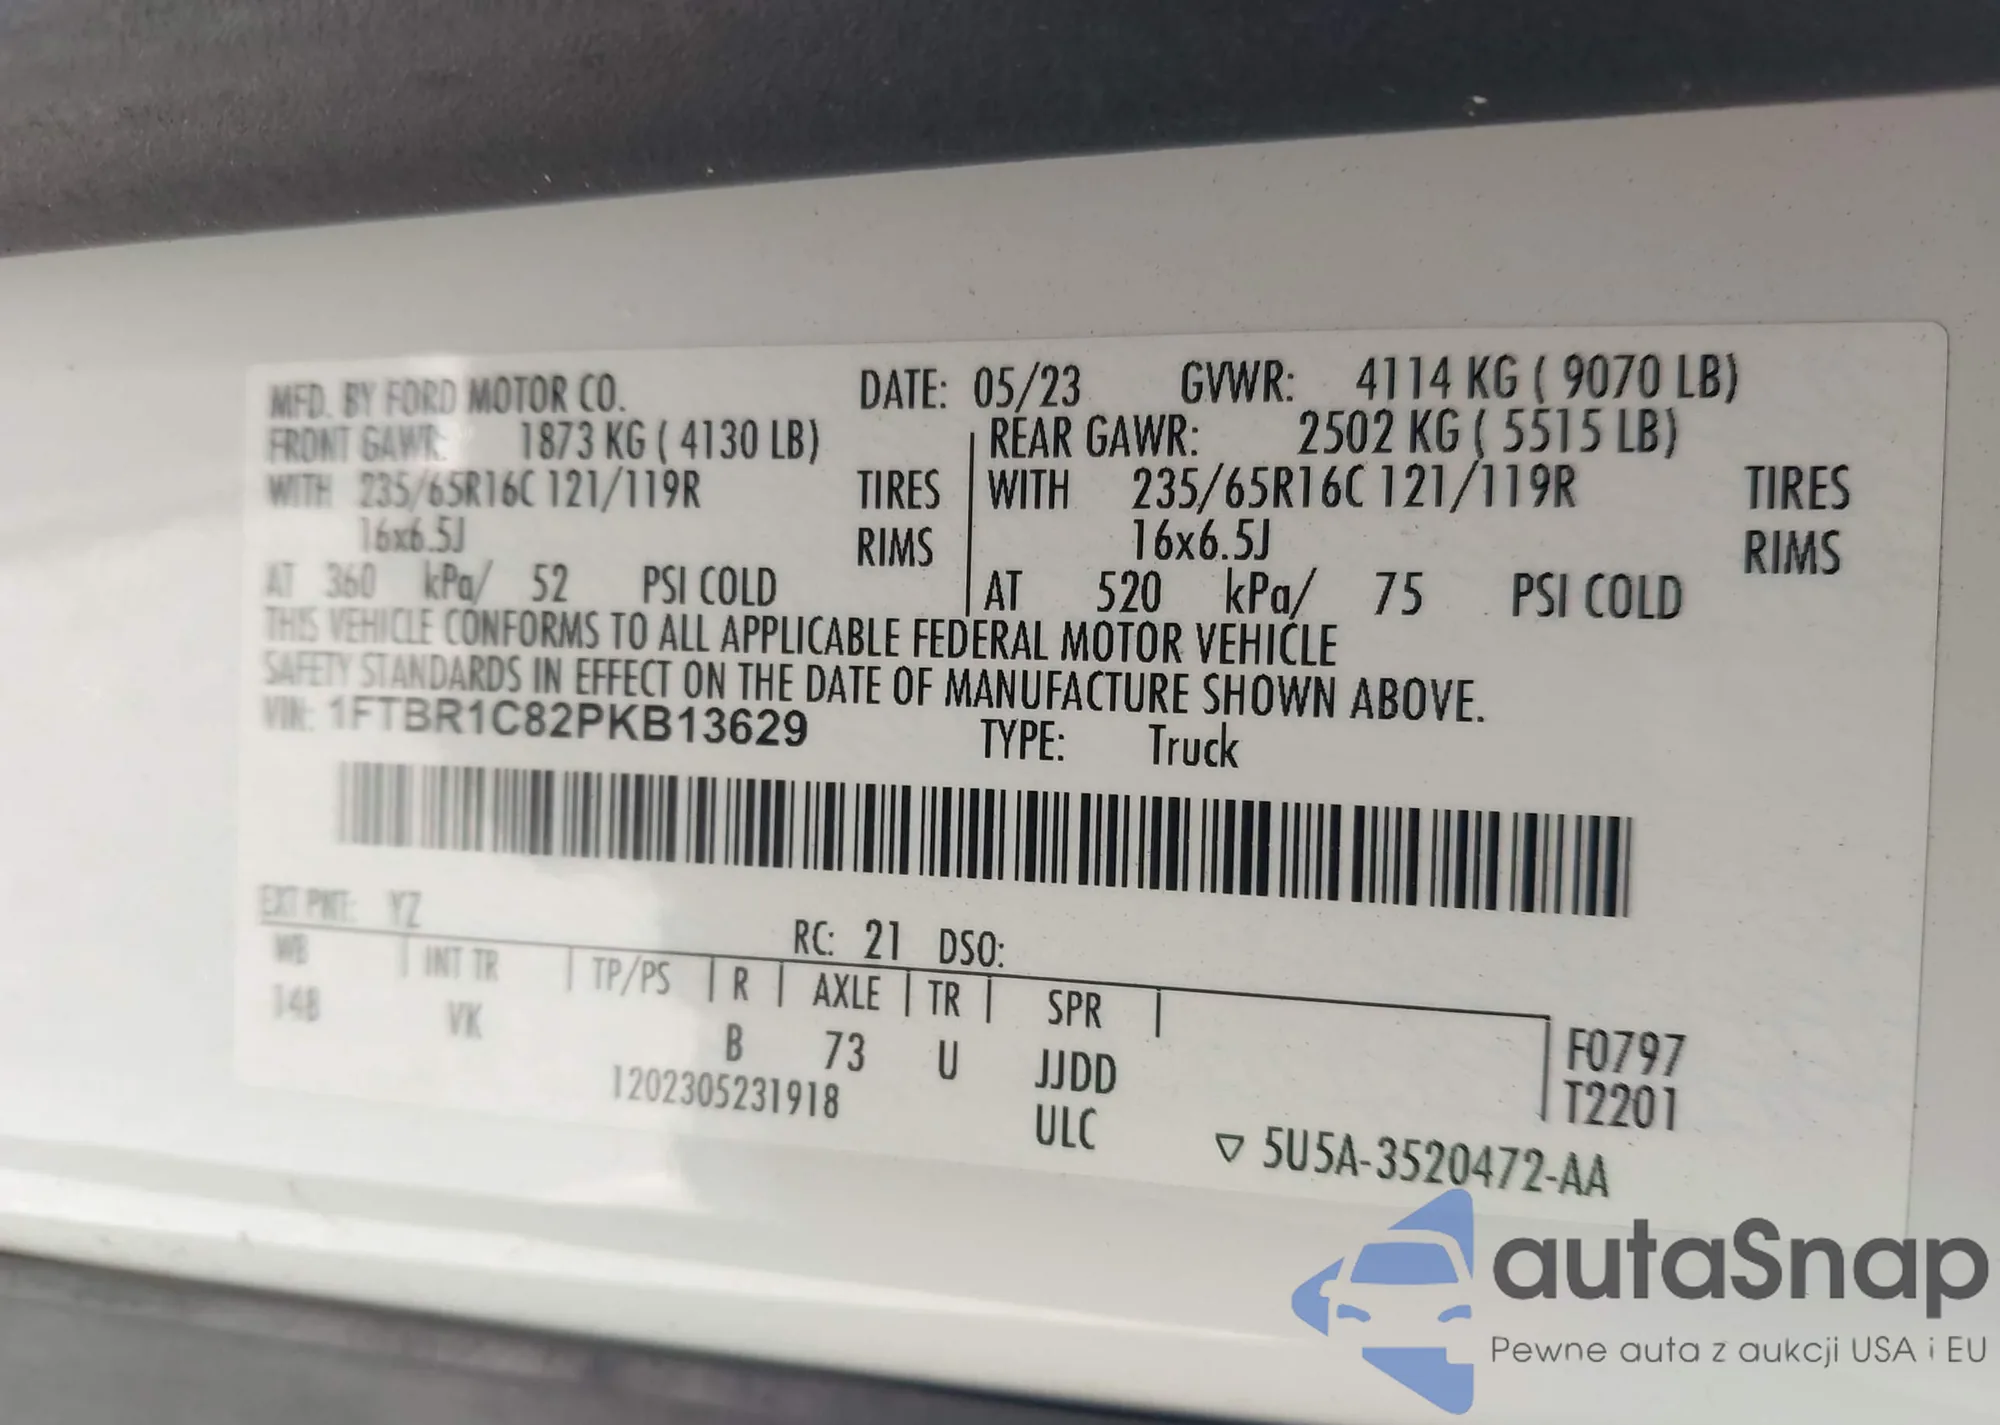 MFD. BY FORD MOTOR CO. DATE: 05/23 GVWR: 4114 KG ( 9070 LB)
FRONT GAWR: 1873 KG ( 4130 LB) REAR GAWR: 2502 KG ( 5515 LB)
WITH 235/65R16C 121/119R TIRES WITH 235/65R16C 121/119R TIRES
16x6.5J RIMS 16x6.5J RIMS
AT 360 kPa/ 52 PSI COLD AT 520 kPa/ 75 PSI COLD
THIS VEHICLE CONFORMS TO ALL APPLICABLE FEDERAL MOTOR VEHICLE
SAFETY STANDARDS IN EFFECT ON THE DATE OF MANUFACTURE SHOWN ABOVE.
VIN: 1FTBR1C82PKB13629 TYPE: Truck
EXT PNT: YZ RC: 21 DSO:
WB INT TR TP/PS R AXLE TR SPR
148 VK B 73 U JJDD F0797
1202305231918 ULC T2201
▽ 5U5A-3520472-AA
autaSnap
Pewne auta z aukcji USA i EU